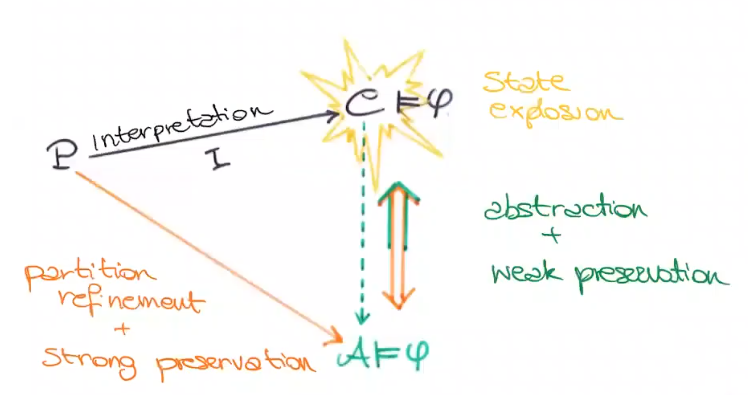 State
explosion
C ⊨ φ
interpretation
I
P
abstraction
+
weak preservation
partition
refinement
+
strong preservation
A ⊨ φ